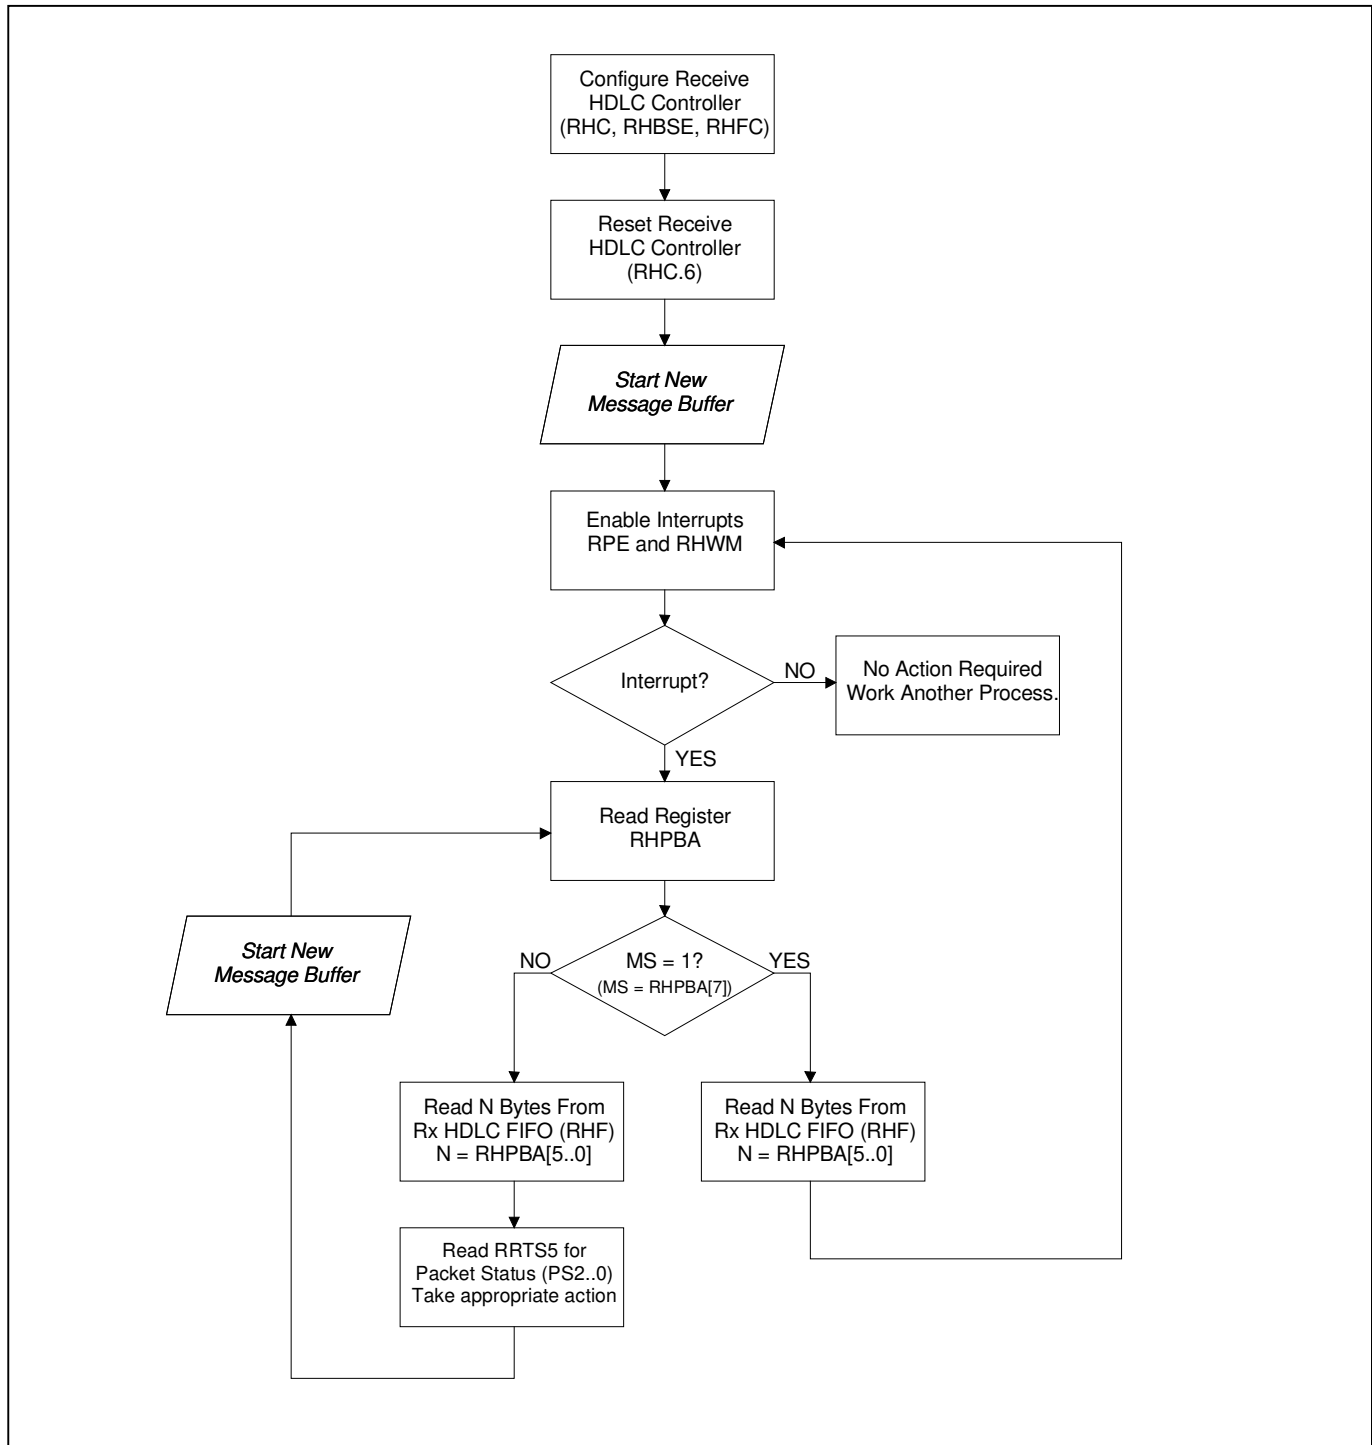 Configure Receive
HDLC Controller
(RHC, RHBSE, RHFC)
Reset Receive
HDLC Controller
(RHC.6)
Start New
Message Buffer
Enable Interrupts
RPE and RHWM
Interrupt?
NO
No Action Required
Work Another Process.
YES
Read Register
RHPBA
Start New
Message Buffer
NO
MS = 1?
(MS = RHPBA[7])
YES
Read N Bytes From
Rx HDLC FIFO (RHF)
N = RHPBA[5..0]
Read N Bytes From
Rx HDLC FIFO (RHF)
N = RHPBA[5..0]
Read RRTS5 for
Packet Status (PS2..0)
Take appropriate action